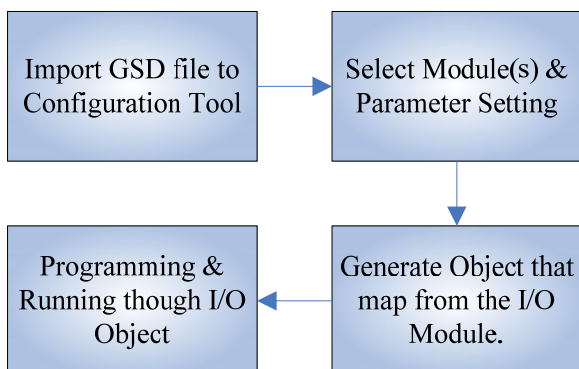 Import GSD file to
Configuration Tool
Select Module(s) &
Parameter Setting
Generate Object that
map from the I/O
Module.
Programming &
Running though I/O
Object